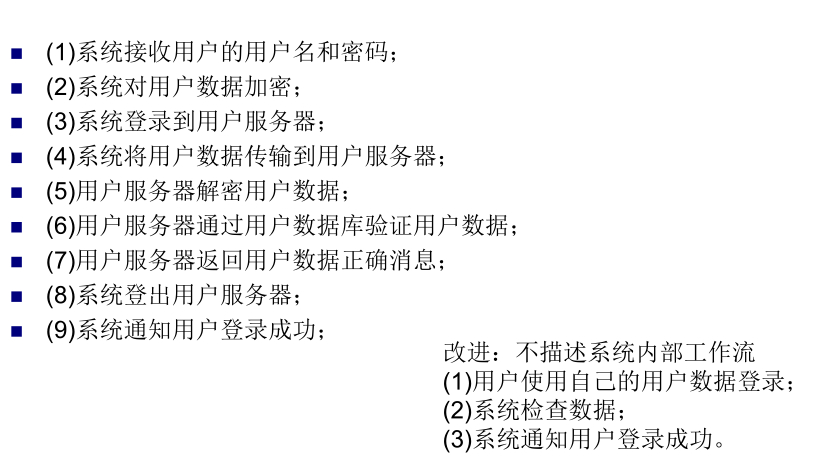 (1)系统接收用户的用户名和密码；
(2)系统对用户数据加密；
(3)系统登录到用户服务器；
(4)系统将用户数据传输到用户服务器；
(5)用户服务器解密用户数据；
(6)用户服务器通过用户数据库验证用户数据；
(7)用户服务器返回用户数据正确消息；
(8)系统登出用户服务器；
(9)系统通知用户登录成功；
改进：不描述系统内部工作流
(1)用户使用自己的用户数据登录；
(2)系统检查数据；
(3)系统通知用户登录成功。